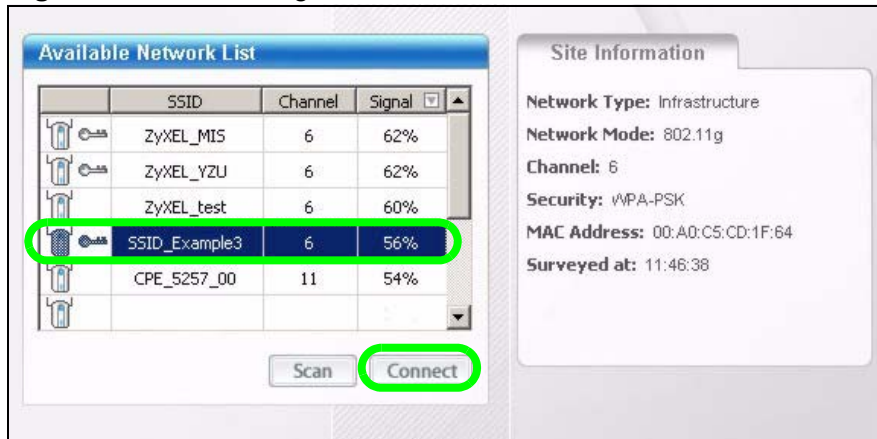 Available Network List
SSID Channel Signal
ZyXEL_MIS 6 62%
ZyXEL_YZU 6 62%
ZyXEL_test 6 60%
SSID_Example3 6 56%
CPE_5257_00 11 54%
Scan Connect
Site Information
Network Type: Infrastructure
Network Mode: 802.11g
Channel: 6
Security: WPA-PSK
MAC Address: 00:A0:C5:CD:1F:64
Surveyed at: 11:46:38